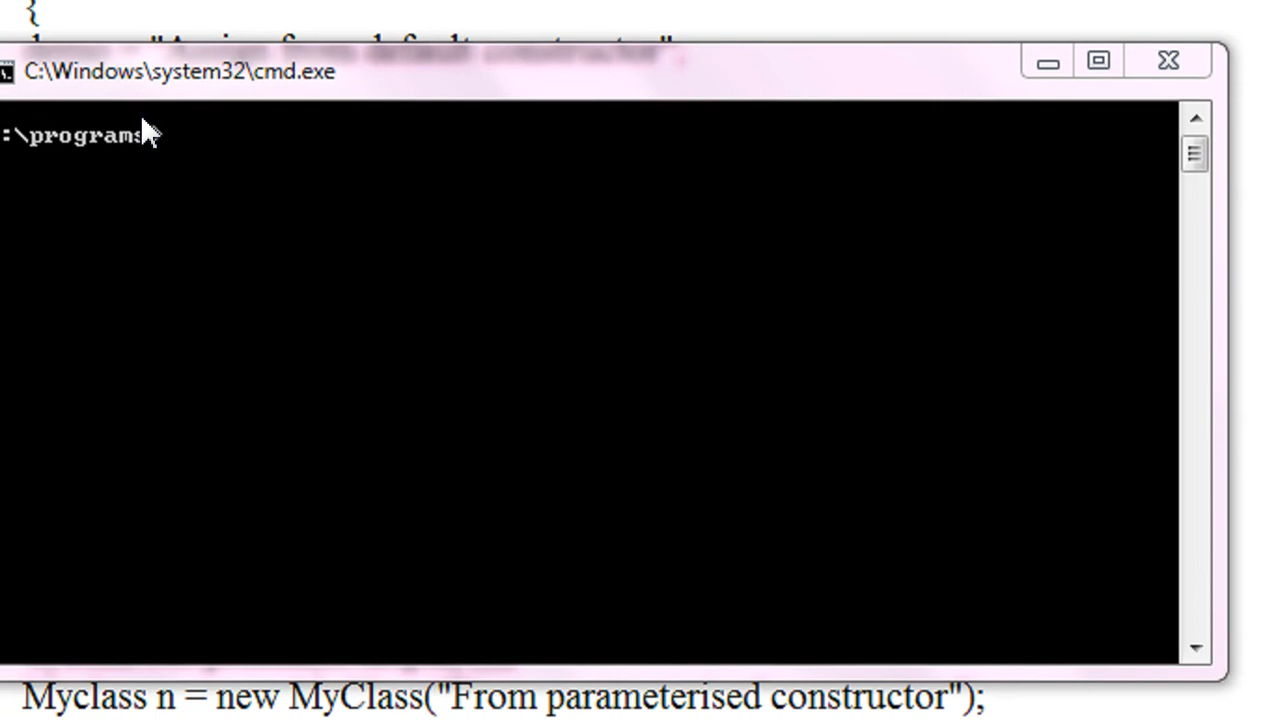 {
C:\Windows\system32\cmd.exe
:\programs
Myclass n = new MyClass("From parameterised constructor");